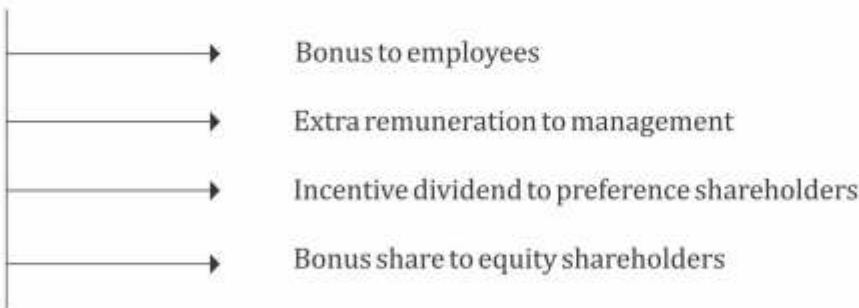 Bonus to employees
Extra remuneration to management
Incentive dividend to preference shareholders
Bonus share to equity shareholders